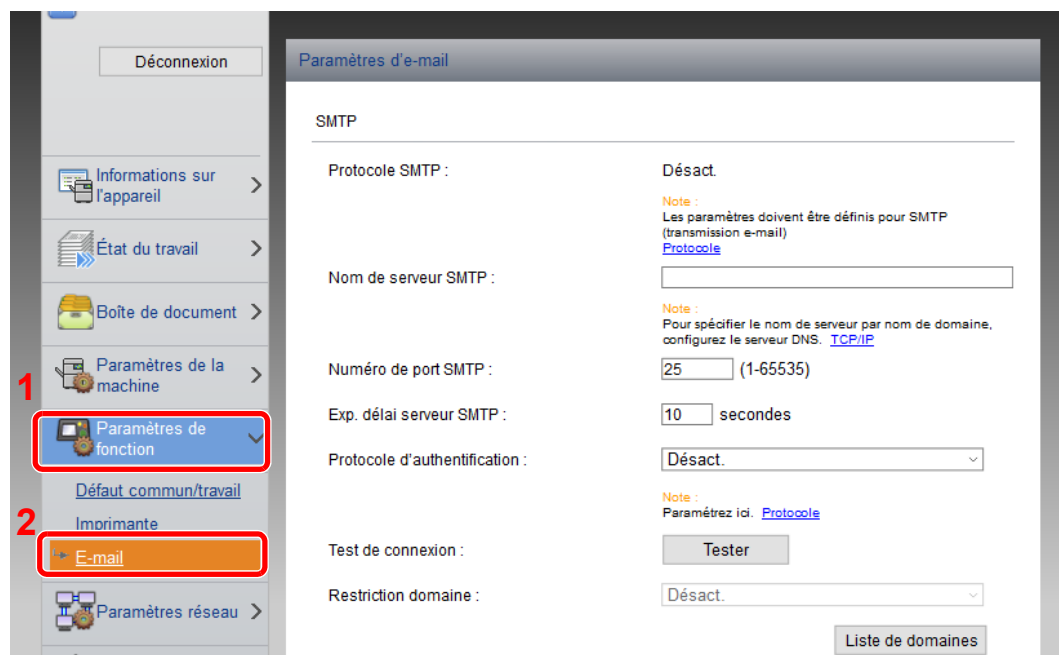 Déconnexion
Paramètres d'e-mail
SMTP
Informations sur
l'appareil
État du travail
Boîte de document
Paramètres de la
machine
1
Paramètres de
fonction
Défaut commun/travail
2
Imprimante
E-mail
Paramètres réseau
Protocole SMTP :
Désact.
Note :
Les paramètres doivent être définis pour SMTP
(transmission e-mail)
Protocole
Nom de serveur SMTP :
Note :
Pour spécifier le nom de serveur par nom de domaine,
configurez le serveur DNS. TCP/IP
Numéro de port SMTP :
25 (1-65535)
Exp. délai serveur SMTP :
10 secondes
Protocole d'authentification :
Désact.
Note :
Paramétrez ici. Protocole
Test de connexion :
Tester
Restriction domaine :
Désact.
Liste de domaines